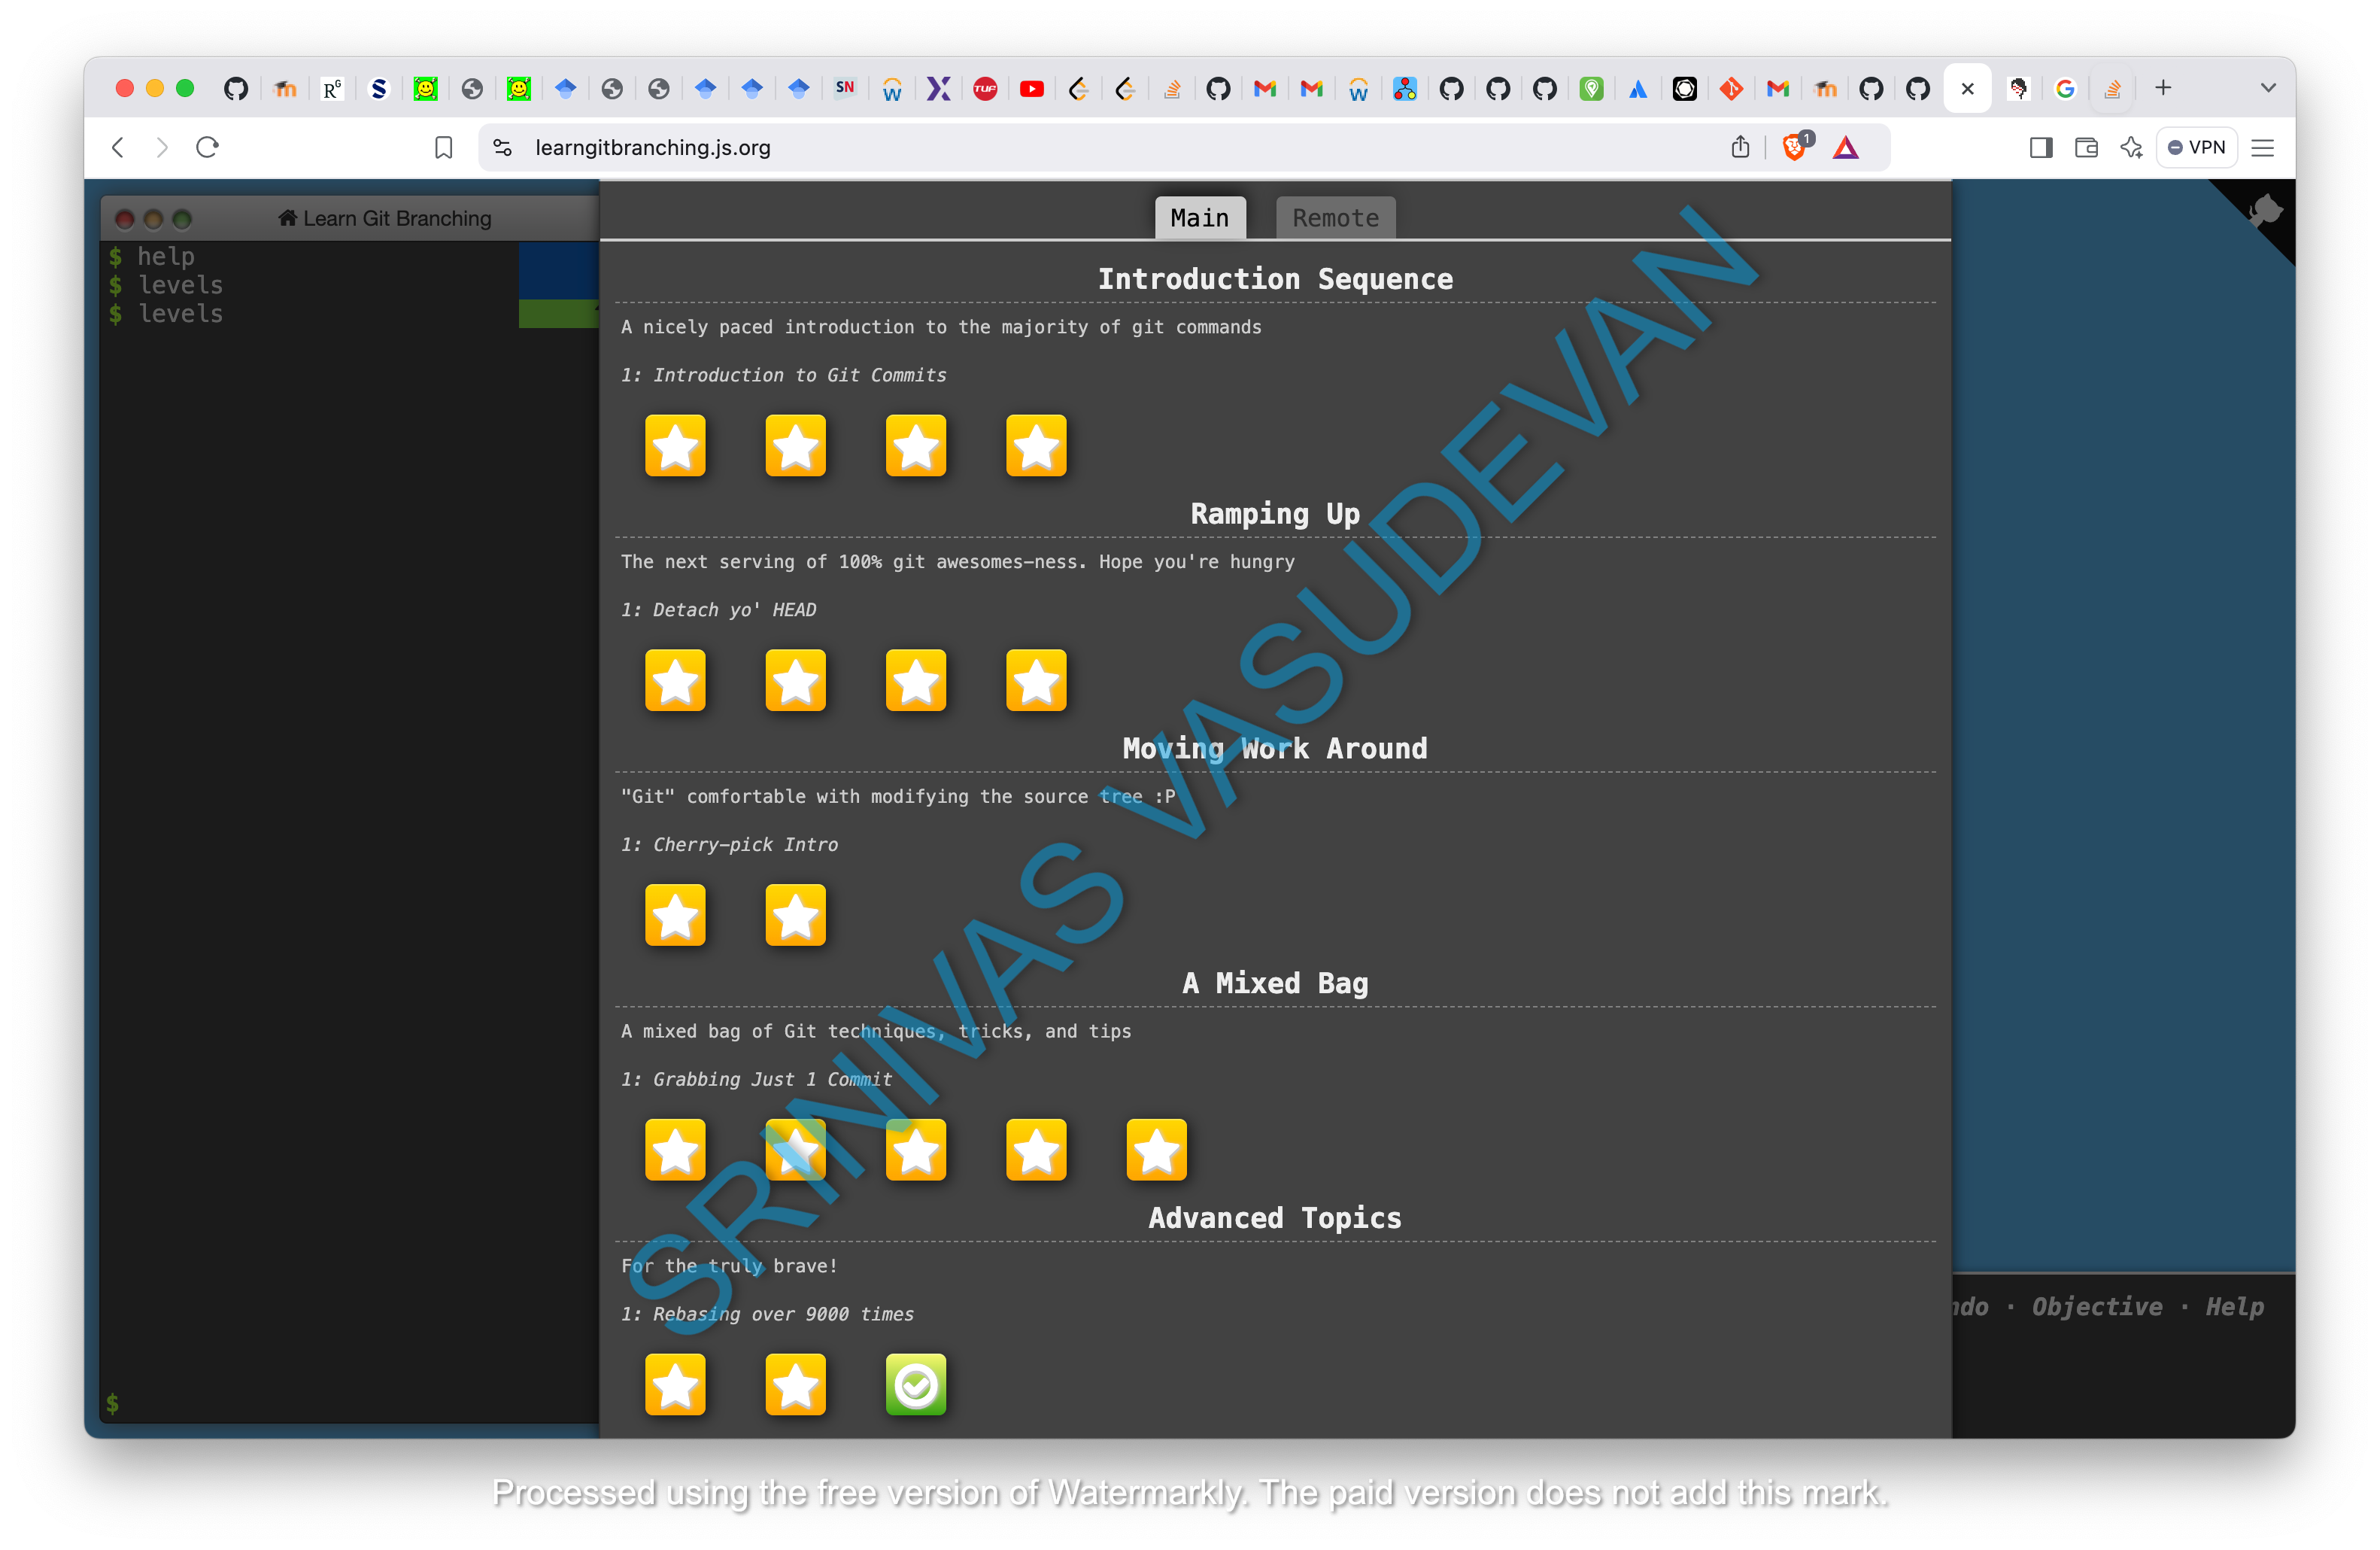 learngitbranching.js.org
1
VPN
Learn Git Branching
$ help
$ levels
$ levels
$
Main
Remote
Introduction Sequence
A nicely paced introduction to the majority of git commands
1: Introduction to Git Commits
Ramping Up
The next serving of 100% git awesomes-ness. Hope you're hungry
1: Detach yo' HEAD
Moving Work Around
"Git" comfortable with modifying the source tree :P
1: Cherry-pick Intro
A Mixed Bag
A mixed bag of Git techniques, tricks, and tips
1: Grabbing Just 1 Commit
Advanced Topics
For the truly brave!
1: Rebasing over 9000 times
ndo · Objective · Help
SRNIVAS VASUDEVAN
Processed using the free version of Watermarkly. The paid version does not add this mark.